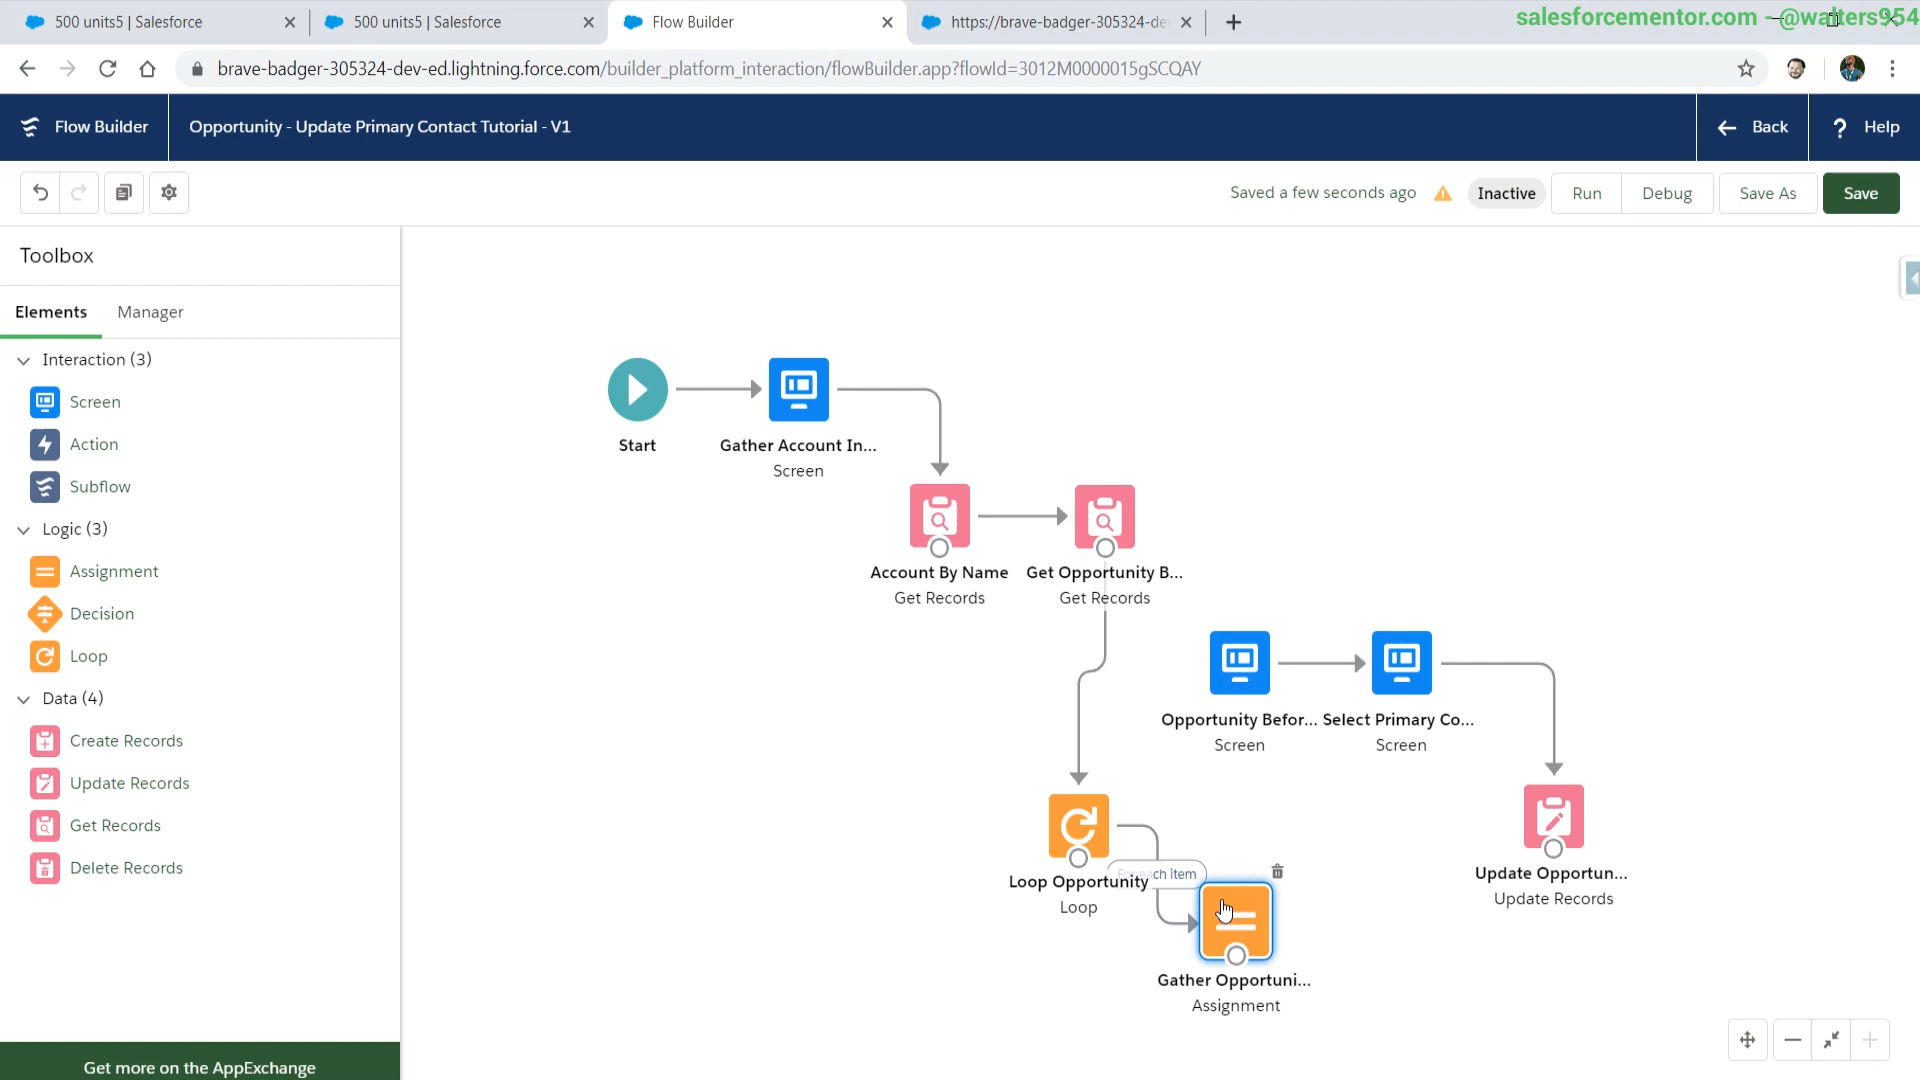 500 units5 | Salesforce
500 units5 | Salesforce
Flow Builder
https://brave-badger-305324-de
salesforcementor.com - @walters954
brave-badger-305324-dev-ed.lightning.force.com/builder_platform_interaction/flowBuilder.app?flowId=3012M0000015gSCQAY
Flow Builder
Opportunity - Update Primary Contact Tutorial - V1
Back
? Help
Saved a few seconds ago
Inactive
Run
Debug
Save As
Save
Toolbox
Elements
Manager
Interaction (3)
Screen
Action
Subflow
Logic (3)
Assignment
Decision
Loop
Data (4)
Create Records
Update Records
Get Records
Delete Records
Get more on the AppExchange
Start
Gather Account In...
Screen
Account By Name
Get Records
Get Opportunity B...
Get Records
Opportunity Befor...
Screen
Select Primary Co...
Screen
Loop Opportunity
Loop
For each item
Update Opportun...
Update Records
Gather Opportuni...
Assignment